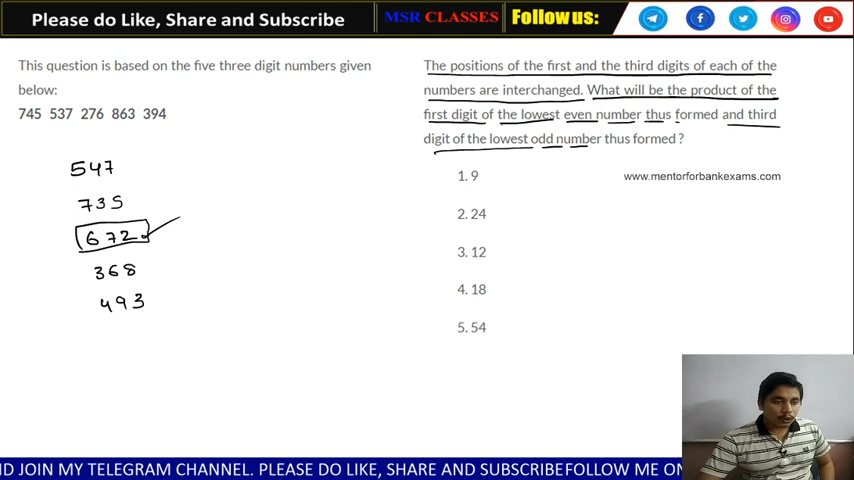 Please do Like, Share and Subscribe
MSR CLASSES
Follow us:
This question is based on the five three digit numbers given
below:
745 537 276 863 394
547
735
672
368
493
The positions of the first and the third digits of each of the
numbers are interchanged. What will be the product of the
first digit of the lowest even number thus formed and third
digit of the lowest odd number thus formed ?
1. 9
www.mentorforbankexams.com
2. 24
3. 12
4. 18
5. 54
D JOIN MY TELEGRAM CHANNEL. PLEASE DO LIKE, SHARE AND SUBSCRIBEFOLLOW ME ON